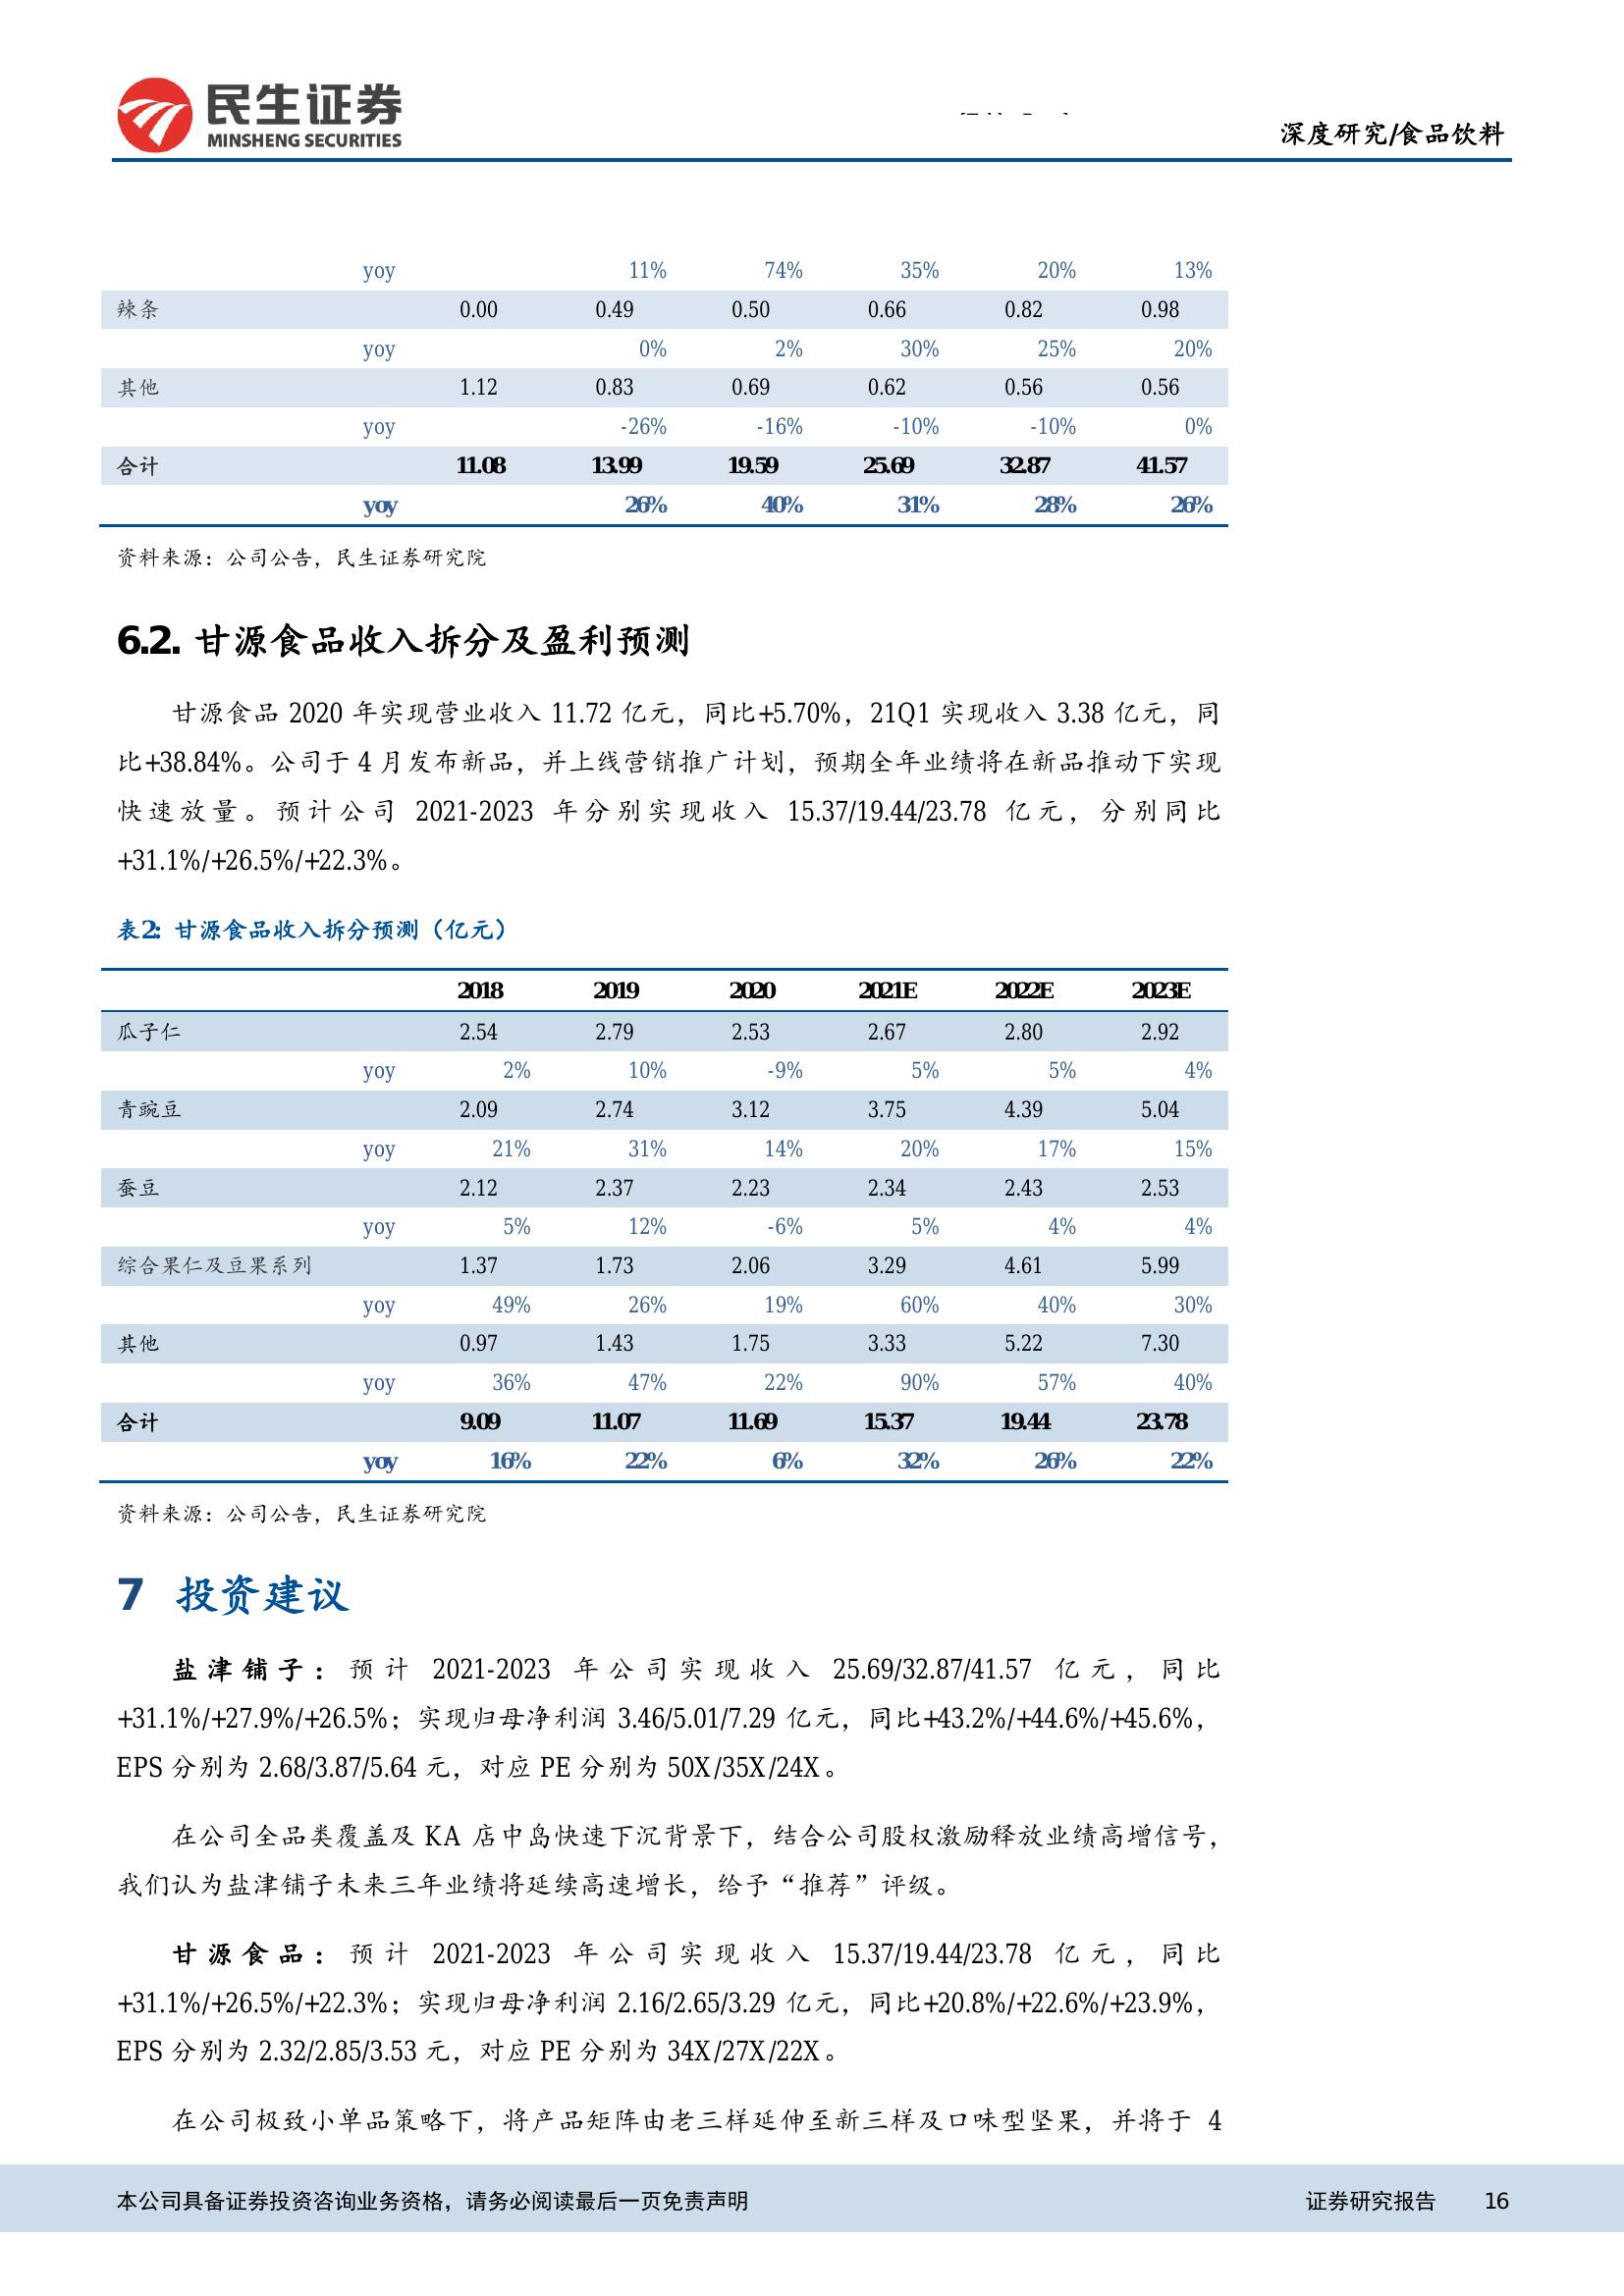 民生证券
MINSHENG SECURITIES
深度研究/食品饮料
yoy 11% 74% 35% 20% 13%
辣条 0.00 0.49 0.50 0.66 0.82 0.98
yoy 0% 2% 30% 25% 20%
其他 1.12 0.83 0.69 0.62 0.56 0.56
yoy -26% -16% -10% -10% 0%
合计 11.08 13.99 19.59 25.69 32.87 41.57
yoy 26% 40% 31% 28% 26%
资料来源：公司公告，民生证券研究院
6.2. 甘源食品收入拆分及盈利预测
甘源食品 2020 年实现营业收入 11.72 亿元，同比+5.70%，21Q1 实现收入 3.38 亿元，同
比+38.84%。公司于 4 月发布新品，并上线营销推广计划，预期全年业绩将在新品推动下实现
快速放量。预计公司 2021-2023 年分别实现收入 15.37/19.44/23.78 亿元，分别同比
+31.1%/+26.5%/+22.3%。
表2: 甘源食品收入拆分预测（亿元）
2018 2019 2020 2021E 2022E 2023E
瓜子仁 2.54 2.79 2.53 2.67 2.80 2.92
yoy 2% 10% -9% 5% 5% 4%
青豌豆 2.09 2.74 3.12 3.75 4.39 5.04
yoy 21% 31% 14% 20% 17% 15%
蚕豆 2.12 2.37 2.23 2.34 2.43 2.53
yoy 5% 12% -6% 5% 4% 4%
综合果仁及豆果系列 1.37 1.73 2.06 3.29 4.61 5.99
yoy 49% 26% 19% 60% 40% 30%
其他 0.97 1.43 1.75 3.33 5.22 7.30
yoy 36% 47% 22% 90% 57% 40%
合计 9.09 11.07 11.69 15.37 19.44 23.78
yoy 16% 22% 6% 32% 26% 22%
资料来源：公司公告，民生证券研究院
7 投资建议
盐津铺子：预计 2021-2023 年公司实现收入 25.69/32.87/41.57 亿元，同比
+31.1%/+27.9%/+26.5%；实现归母净利润 3.46/5.01/7.29 亿元，同比+43.2%/+44.6%/+45.6%，
EPS 分别为 2.68/3.87/5.64 元，对应 PE 分别为 50X/35X/24X。
在公司全品类覆盖及 KA 店中岛快速下沉背景下，结合公司股权激励释放业绩高增信号，
我们认为盐津铺子未来三年业绩将延续高速增长，给予“推荐”评级。
甘源食品：预计 2021-2023 年公司实现收入 15.37/19.44/23.78 亿元，同比
+31.1%/+26.5%/+22.3%；实现归母净利润 2.16/2.65/3.29 亿元，同比+20.8%/+22.6%/+23.9%，
EPS 分别为 2.32/2.85/3.53 元，对应 PE 分别为 34X/27X/22X。
在公司极致小单品策略下，将产品矩阵由老三样延伸至新三样及口味型坚果，并将于 4
本公司具备证券投资咨询业务资格，请务必阅读最后一页免责声明 证券研究报告 16